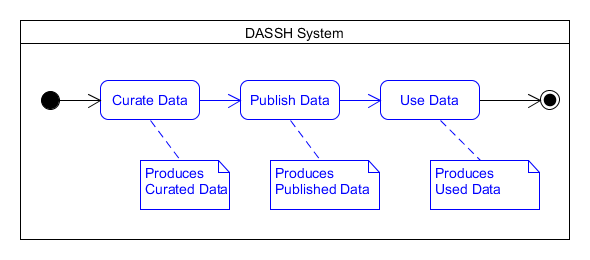 DASSH System
Curate Data
Publish Data
Use Data
Produces
Curated Data
Produces
Published Data
Produces
Used Data